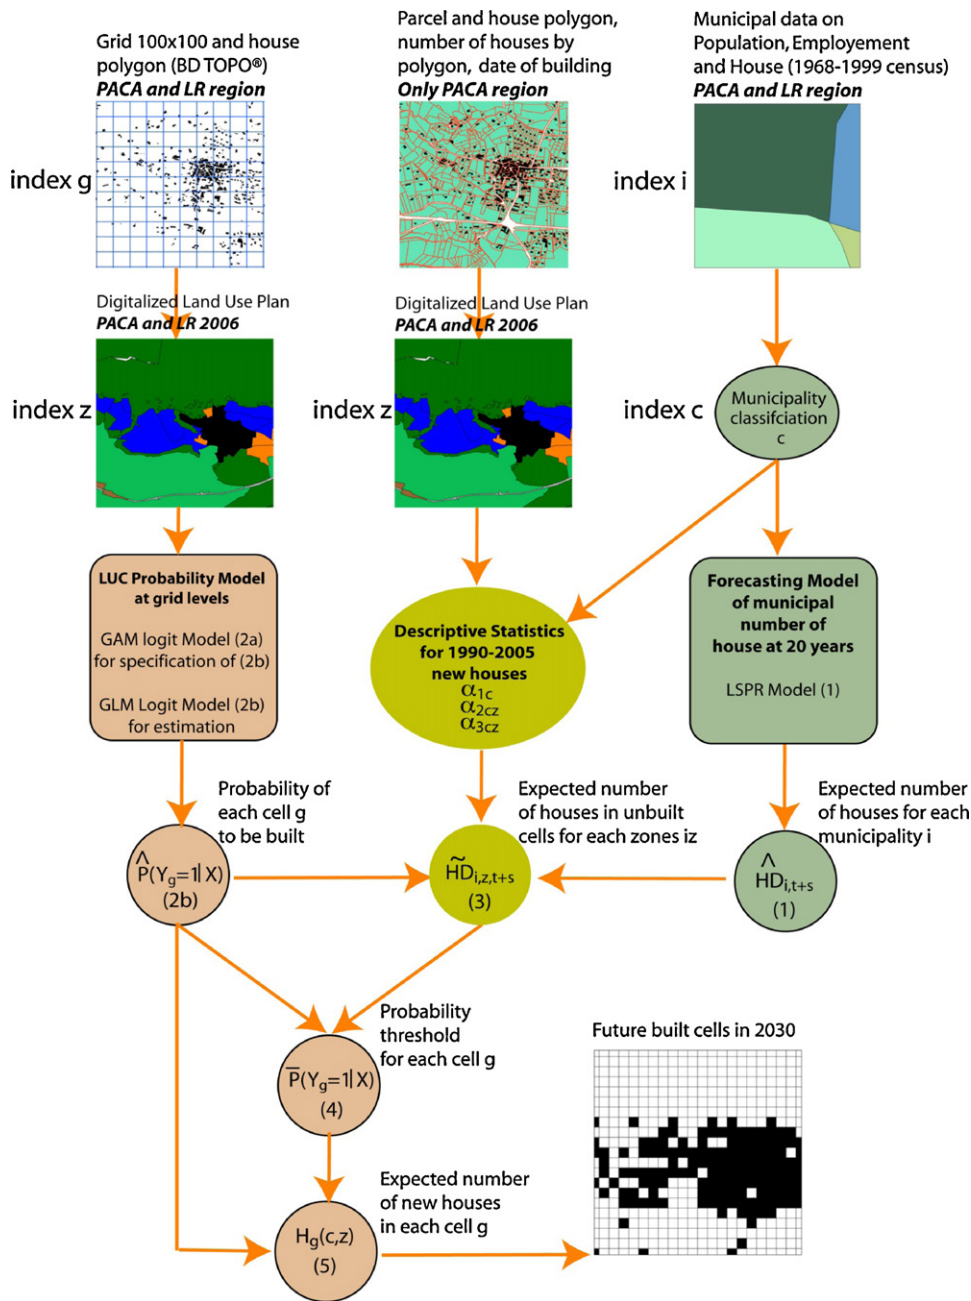 Grid 100x100 and house
polygon (BD TOPO®)
PACA and LR region
Parcel and house polygon,
number of houses by
polygon, date of building
Only PACA region
Municipal data on
Population, Employement
and House (1968-1999 census)
PACA and LR region
index g
index i
Digitalized Land Use Plan
PACA and LR 2006
Digitalized Land Use Plan
PACA and LR 2006
index z
index z
index c
Municipality
classifciation
c
LUC Probability Model
at grid levels
GAM logit Model (2a)
for specification of (2b)
GLM Logit Model (2b)
for estimation
Descriptive Statistics
for 1990-2005
new houses
α1c
α2cz
α3cz
Forecasting Model
of municipal
number of
house at 20 years
LSPR Model (1)
Probability of
each cell g
to be built
Expected number
of houses in unbuilt
cells for each zones iz
Expected number
of houses for each
municipality i
P̂(Yg=1|X)
(2b)
H̃Di,z,t+s
(3)
ĤDi,t+s
(1)
Probability
threshold
for each cell g
P̅(Yg=1|X)
(4)
Future built cells in 2030
Expected number
of new houses
in each cell g
Hg(c,z)
(5)